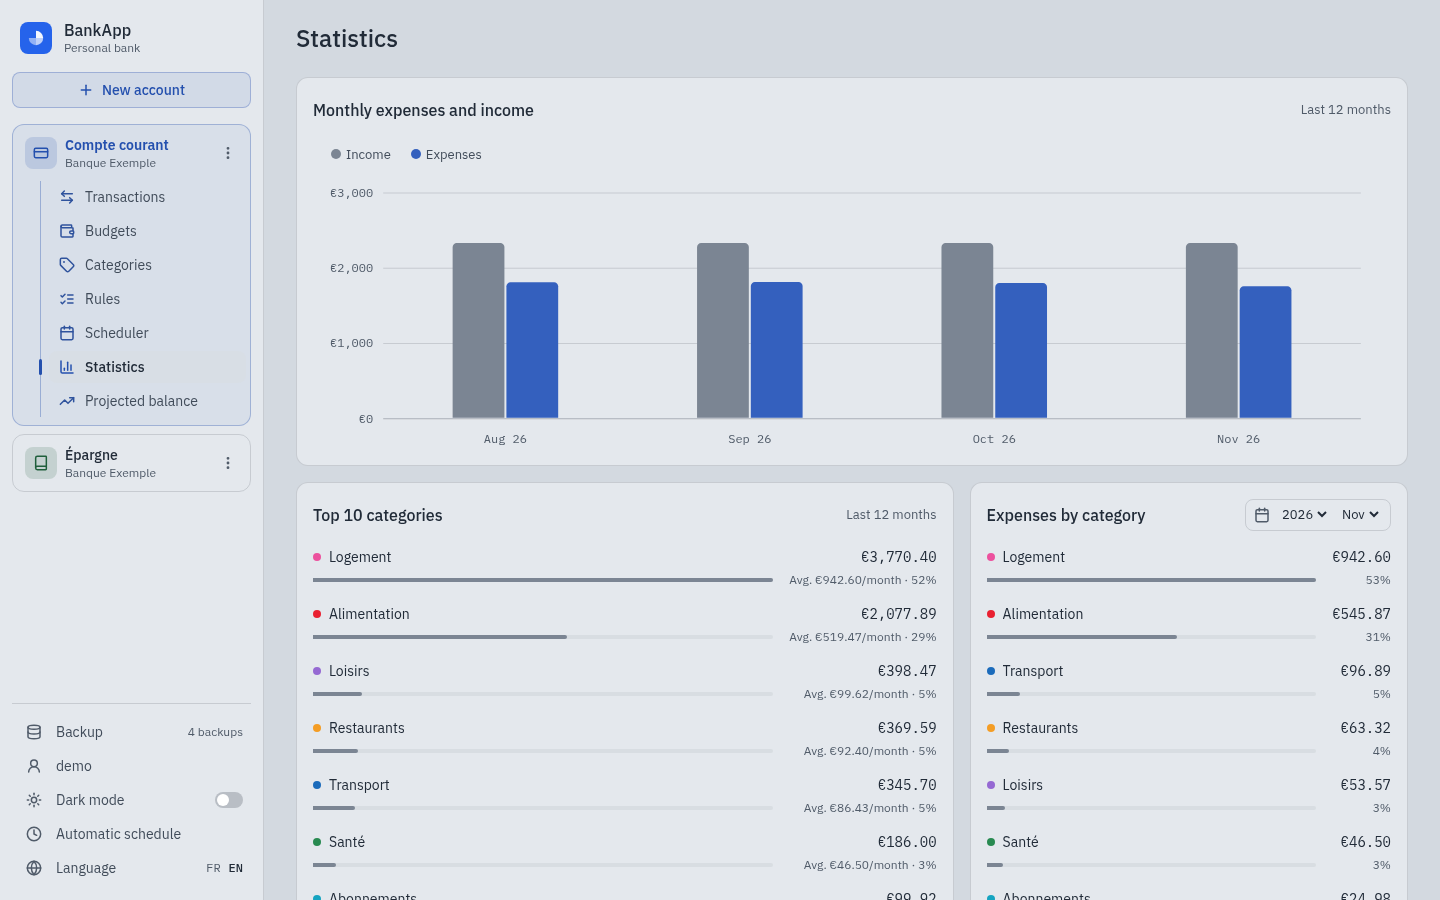 BankApp
Personal bank
New account
Compte courant
Banque Exemple
Transactions
Budgets
Categories
Rules
Scheduler
Statistics
Projected balance
Épargne
Banque Exemple
Backup 4 backups
demo
Dark mode
Automatic schedule
Language FR EN
Statistics
Monthly expenses and income Last 12 months
Income Expenses
€3,000
€2,000
€1,000
€0
Aug 26 Sep 26 Oct 26 Nov 26
Top 10 categories Last 12 months
Logement €3,770.40
Avg. €942.60/month · 52%
Alimentation €2,077.89
Avg. €519.47/month · 29%
Loisirs €398.47
Avg. €99.62/month · 5%
Restaurants €369.59
Avg. €92.40/month · 5%
Transport €345.70
Avg. €86.43/month · 5%
Santé €186.00
Avg. €46.50/month · 3%
Abonnements €99.92
Expenses by category 2026 Nov
Logement €942.60
53%
Alimentation €545.87
31%
Transport €96.89
5%
Restaurants €63.32
4%
Loisirs €53.57
3%
Santé €46.50
3%
Abonnements €24.98